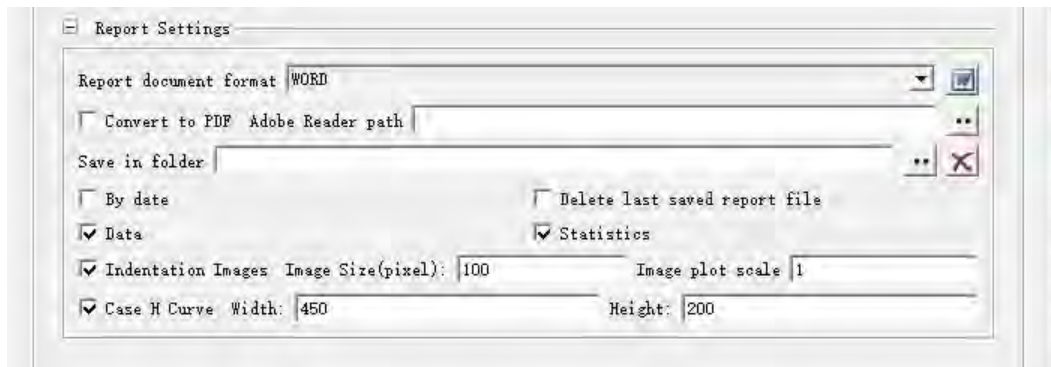 Report Settings
Report document format WORD
Convert to PDF Adobe Reader path
Save in folder
By date Delete last saved report file
Data Statistics
Indentation Images Image Size(pixel): 100 Image plot scale 1
Case H Curve Width: 450 Height: 200